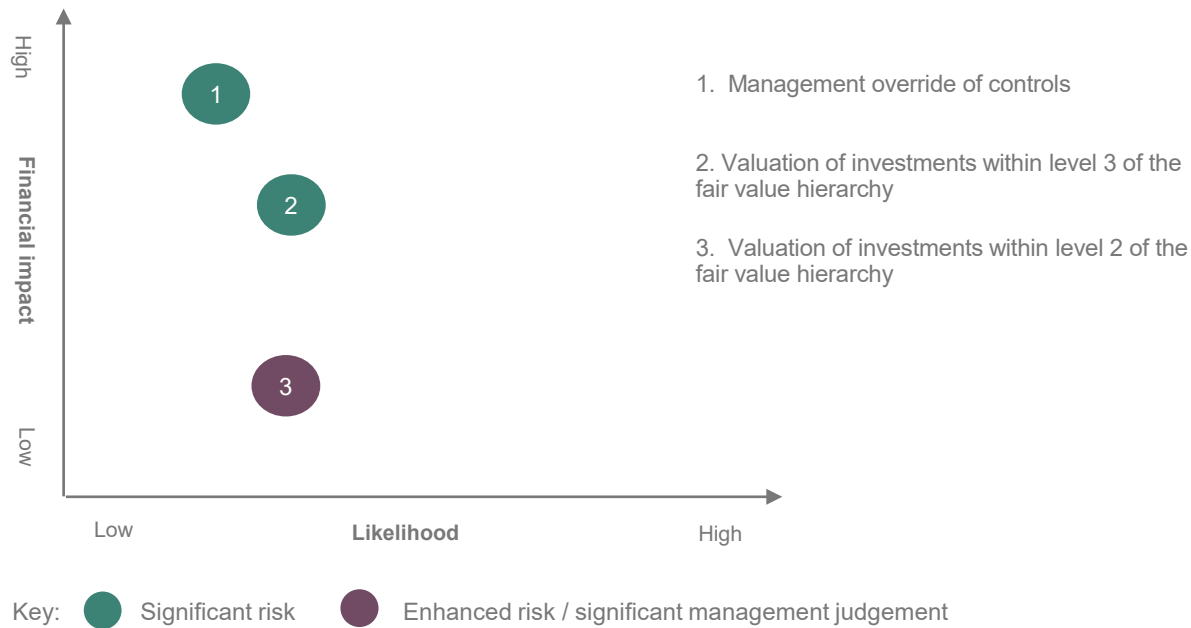 High
Financial impact
Low
1
2
3
1. Management override of controls
2. Valuation of investments within level 3 of the
fair value hierarchy
3. Valuation of investments within level 2 of the
fair value hierarchy
Low
Likelihood
High
Key:
Significant risk
Enhanced risk / significant management judgement